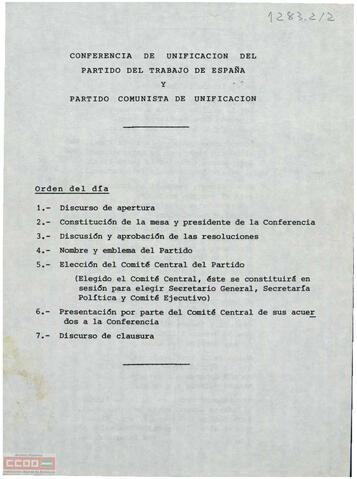 1283.2/2
CONFERENCIA DE UNIFICACION DEL
PARTIDO DEL TRABAJO DE ESPAÑA
Y
PARTIDO COMUNISTA DE UNIFICACION
Orden del día
1.- Discurso de apertura
2.- Constitución de la mesa y presidente de la Conferencia
3.- Discusión y aprobación de las resoluciones
4.- Nombre y emblema del Partido
5.- Elección del Comité Central del Partido
(Elegido el Comité Central, éste se constituirá en
sesión para elegir Secretario General, Secretaría
Política y Comité Ejecutivo)
6.- Presentación por parte del Comité Central de sus acuer
dos a la Conferencia
7.- Discurso de clausura
CCOO